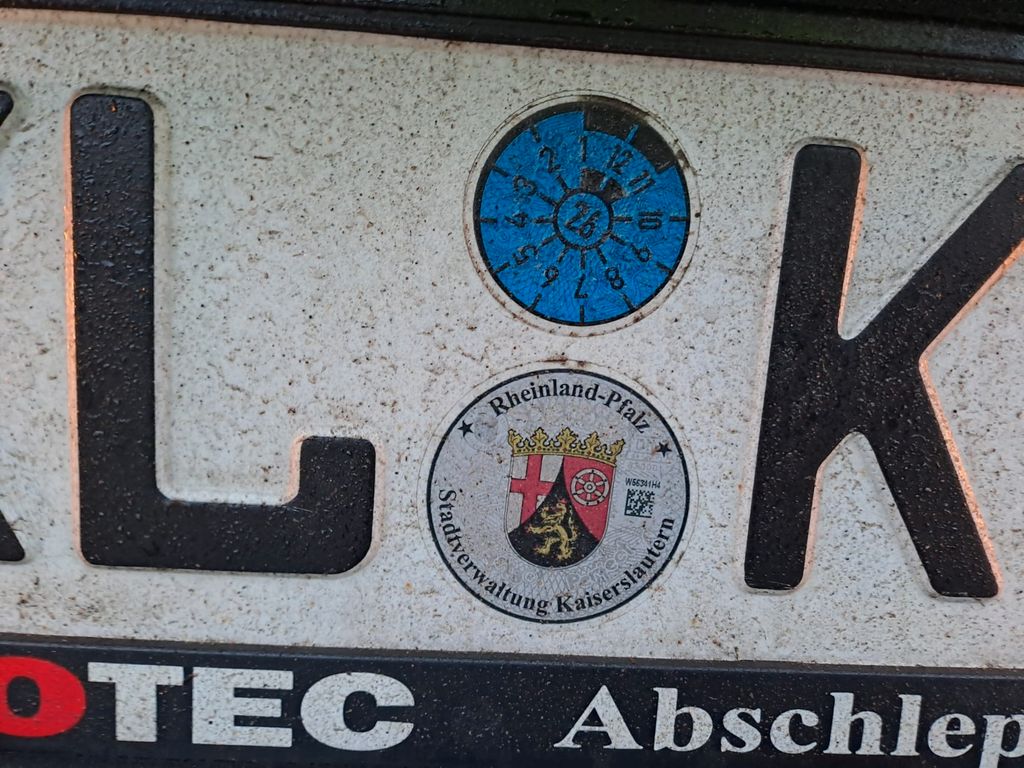 L K
1 2 3 4 5 6 7 8 9 10 11 12
26
Rheinland-Pfalz
W56341H4
Stadtverwaltung Kaiserslautern
OTEC Abschlep